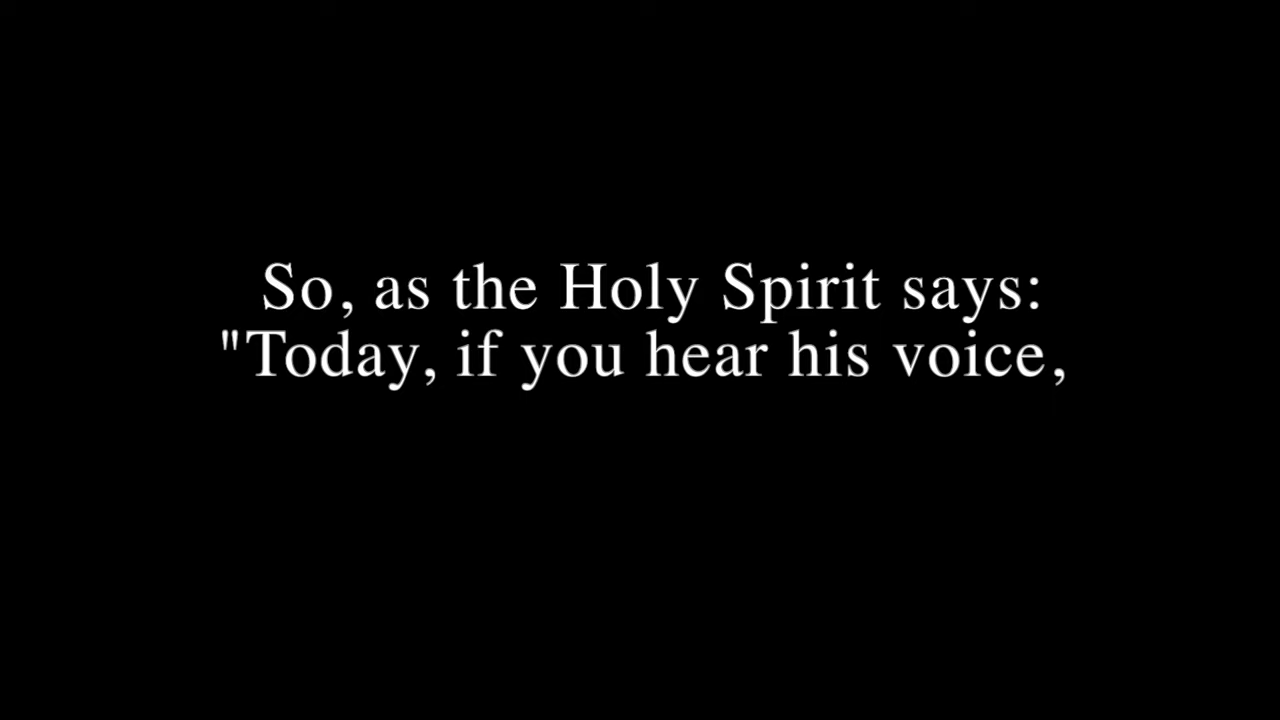 So, as the Holy Spirit says:
"Today, if you hear his voice,